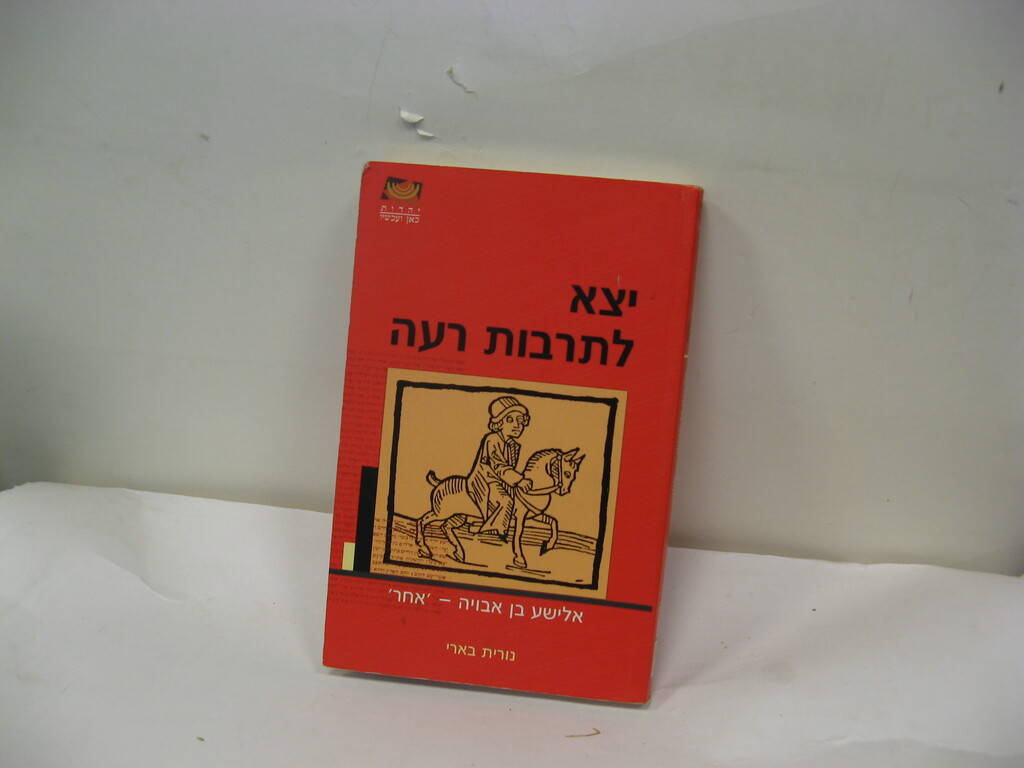 יהדות
כאן ועכשיו
יצא
לתרבות רעה
אלישע בן אבויה – 'אחר'
נורית בארי